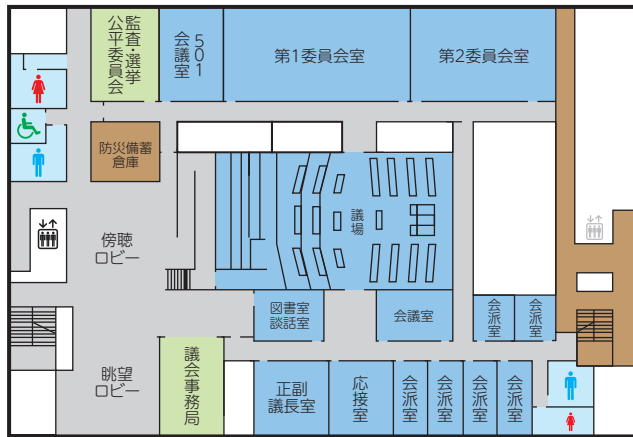 監査・選挙
公平委員会
会議室
501
第1委員会室
第2委員会室
防災備蓄
倉庫
傍聴
ロビー
議場
図書室
談話室
会議室
会派室
会派室
眺望
ロビー
議会事務局
正副
議長室
応接室
会派室
会派室
会派室
会派室